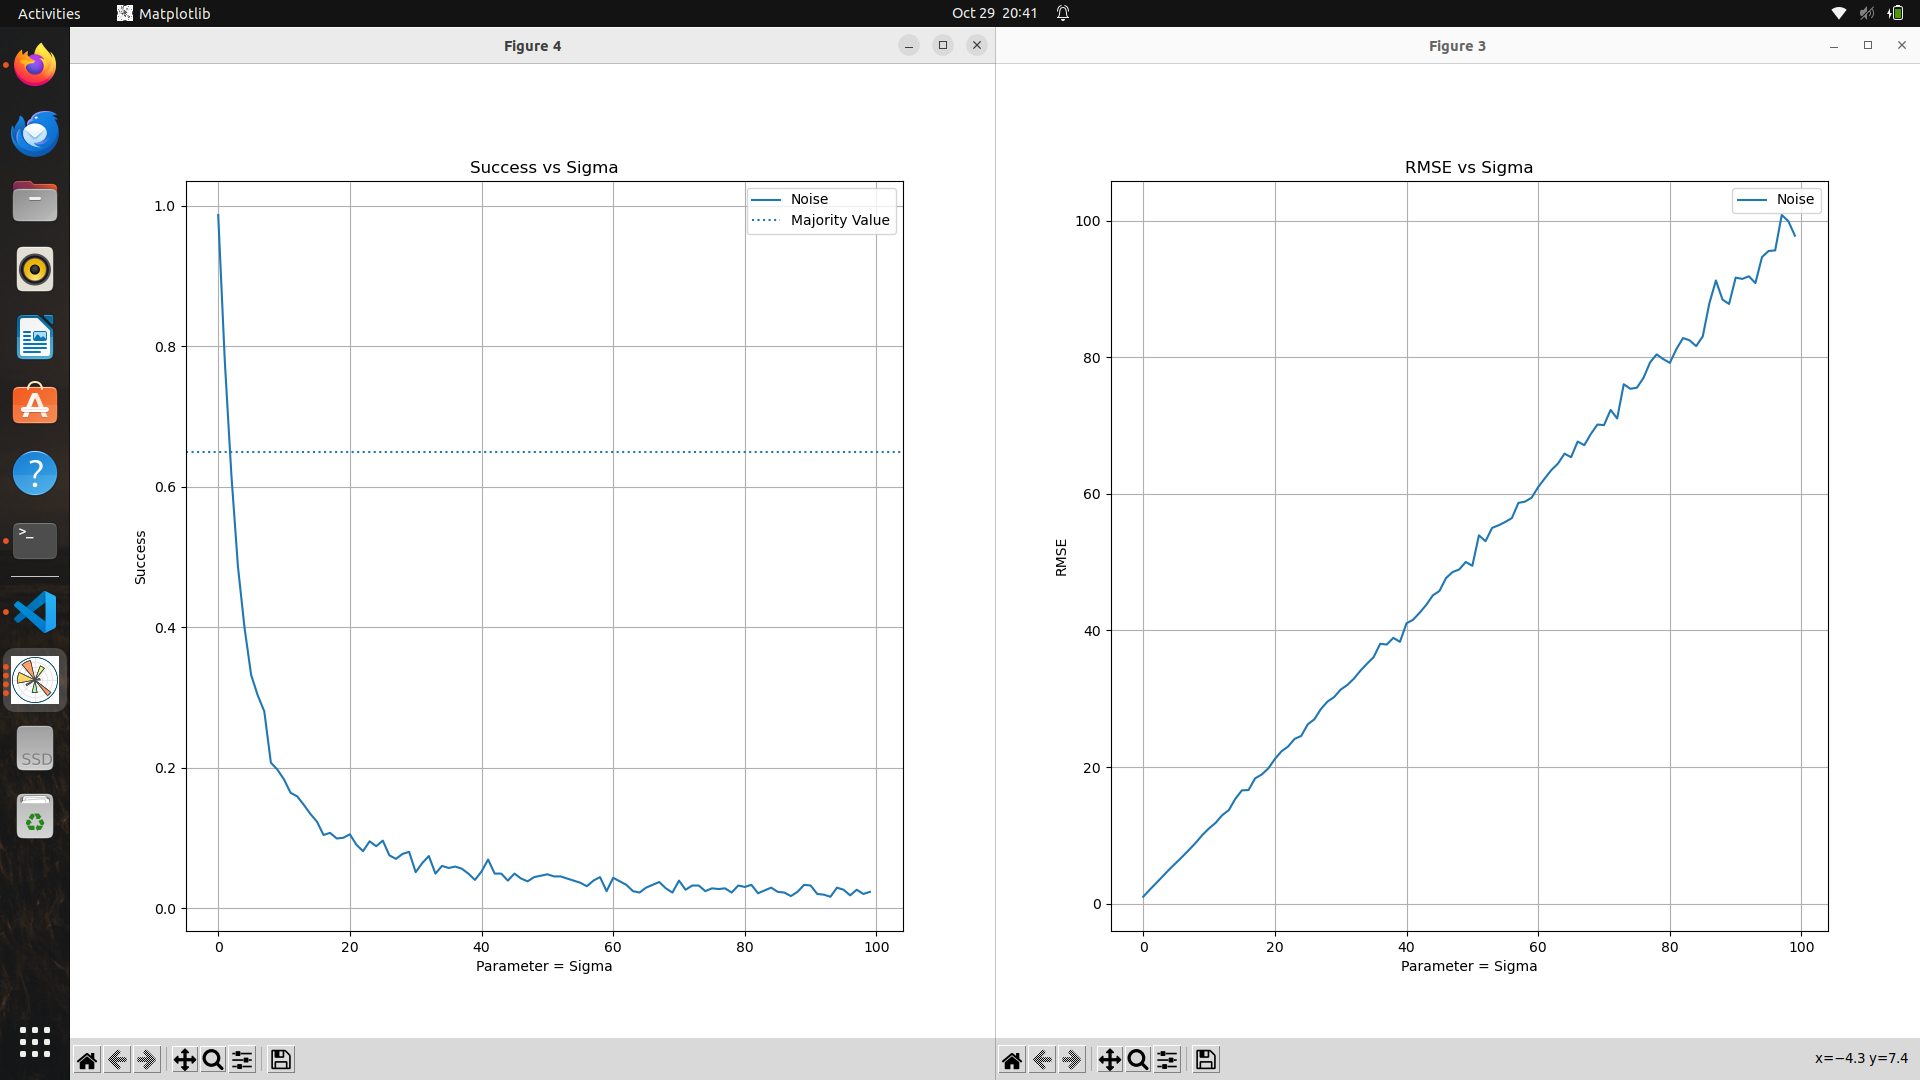 Activities
Matplotlib
Oct 29 20:41
Figure 4
Figure 3
>_
SSD
Success vs Sigma
Noise
Majority Value
1.0
0.8
0.6
0.4
0.2
0.0
Success
0 20 40 60 80 100
Parameter = Sigma
RMSE vs Sigma
Noise
100
80
60
40
20
0
RMSE
0 20 40 60 80 100
Parameter = Sigma
x=−4.3 y=7.4